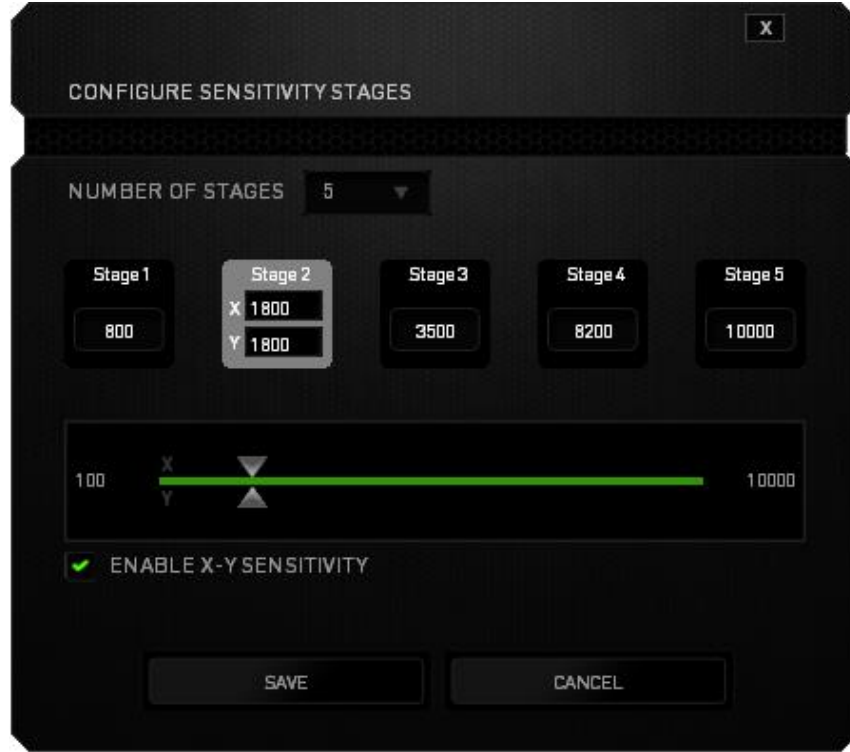 X
CONFIGURE SENSITIVITY STAGES
NUMBER OF STAGES 5
Stage 1 Stage 2 Stage 3 Stage 4 Stage 5
X 1800
800 3500 8200 10000
Y 1800
X
100 10000
Y
ENABLE X-Y SENSITIVITY
SAVE CANCEL